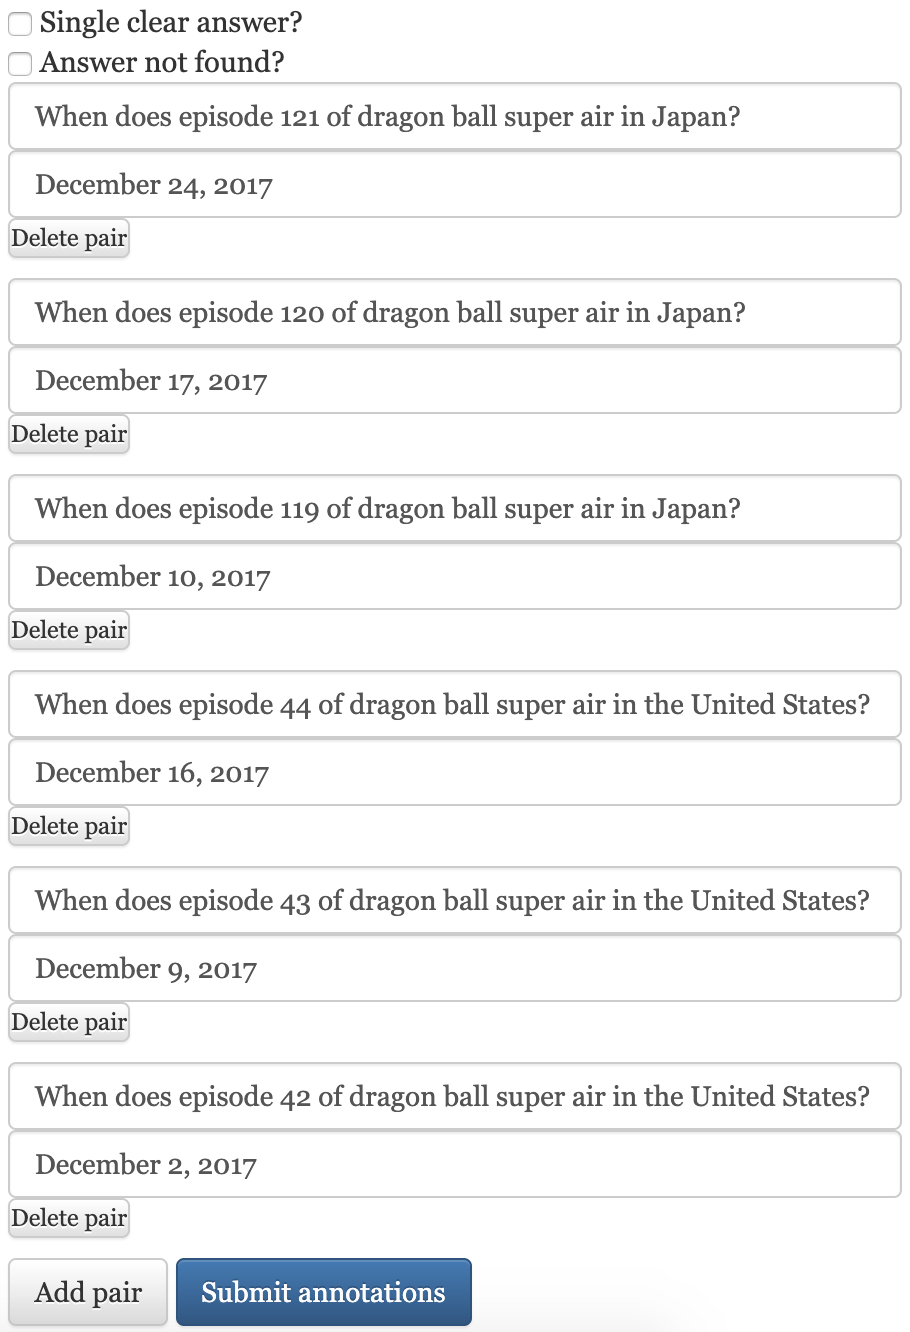 Single clear answer?
Answer not found?
When does episode 121 of dragon ball super air in Japan?
December 24, 2017
Delete pair
When does episode 120 of dragon ball super air in Japan?
December 17, 2017
Delete pair
When does episode 119 of dragon ball super air in Japan?
December 10, 2017
Delete pair
When does episode 44 of dragon ball super air in the United States?
December 16, 2017
Delete pair
When does episode 43 of dragon ball super air in the United States?
December 9, 2017
Delete pair
When does episode 42 of dragon ball super air in the United States?
December 2, 2017
Delete pair
Add pair Submit annotations